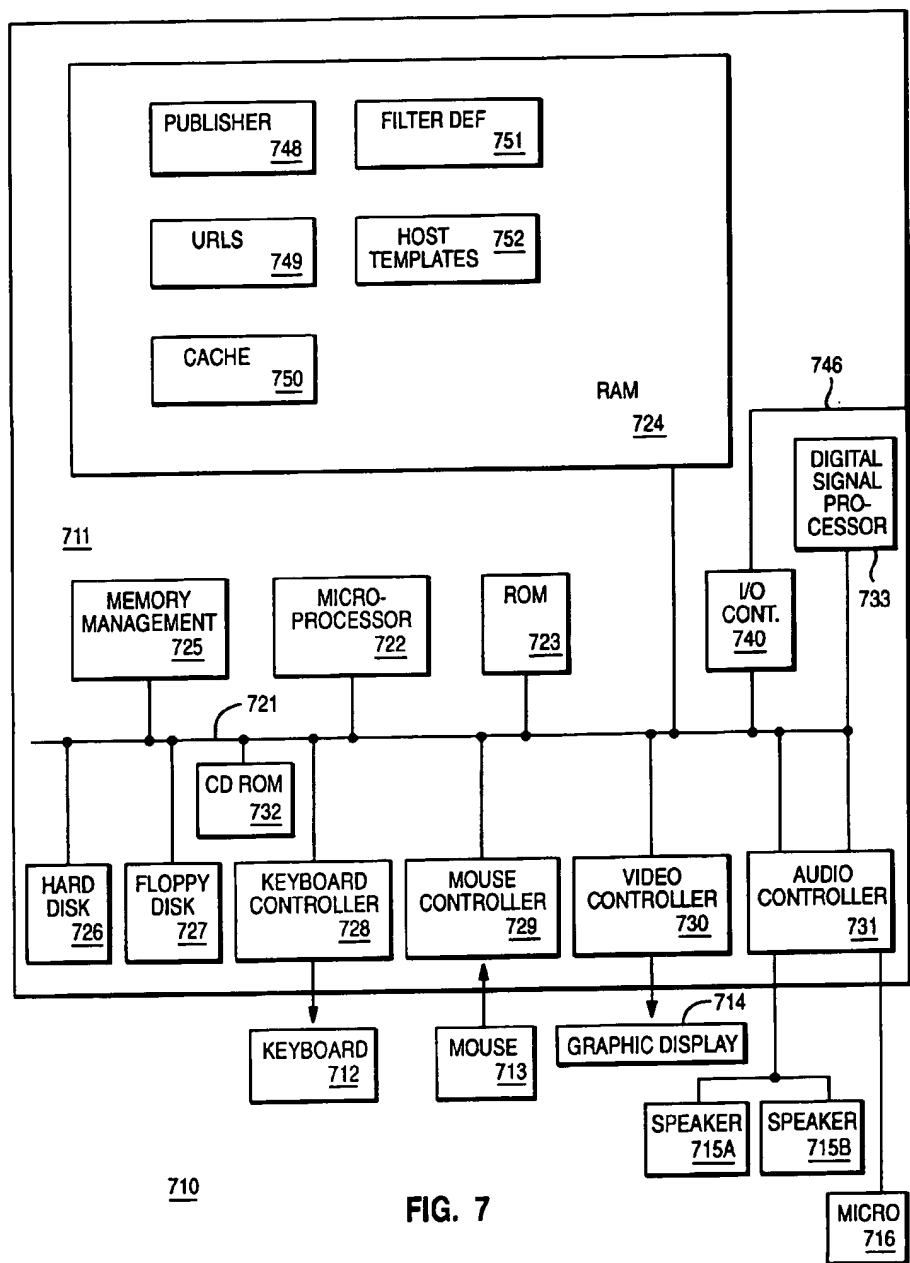 PUBLISHER
748
FILTER DEF
751
URLS
749
HOST
TEMPLATES
752
CACHE
750
RAM
724
746
DIGITAL
SIGNAL
PRO-
CESSOR
733
711
MEMORY
MANAGEMENT
725
MICRO-
PROCESSOR
722
ROM
723
I/O
CONT.
740
721
CD ROM
732
HARD
DISK
726
FLOPPY
DISK
727
KEYBOARD
CONTROLLER
728
MOUSE
CONTROLLER
729
VIDEO
CONTROLLER
730
AUDIO
CONTROLLER
731
KEYBOARD
712
MOUSE
713
714
GRAPHIC DISPLAY
SPEAKER
715A
SPEAKER
715B
MICRO
716
710
FIG. 7